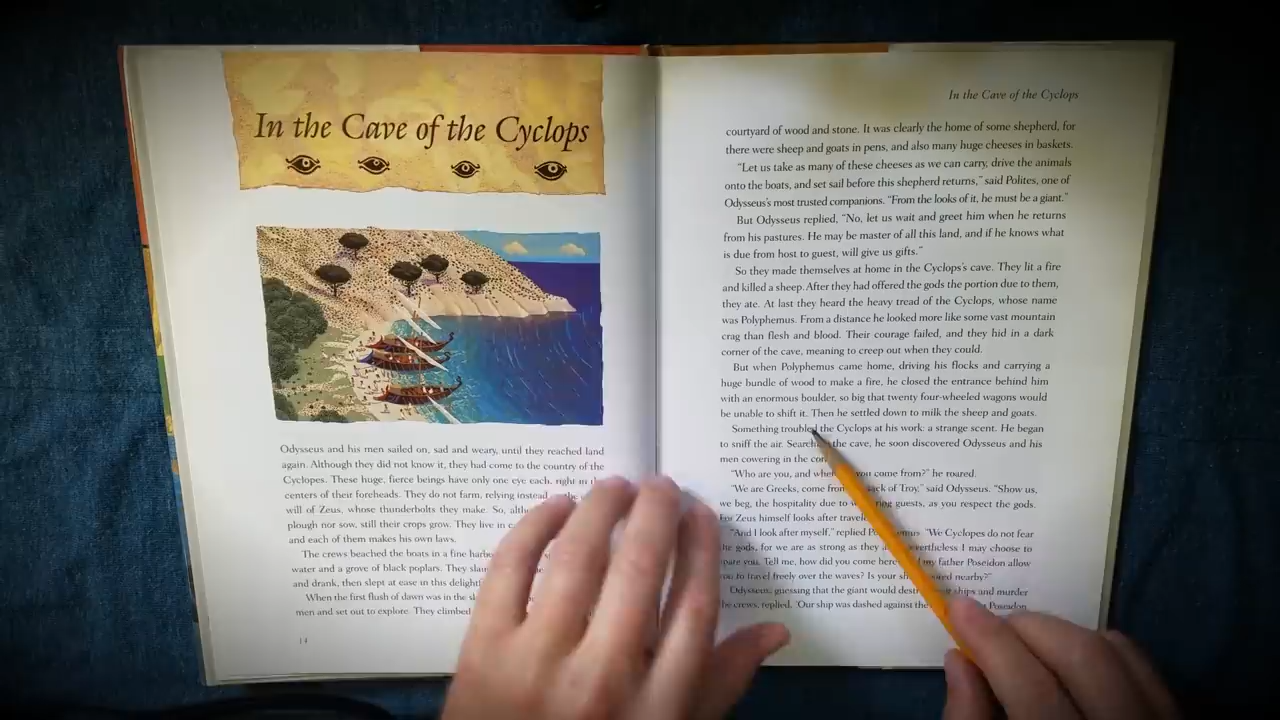 In the Cave of the Cyclops
Odysseus and his men sailed on, sad and weary, until they reached land
again. Although they did not know it, they had come to the country of the
Cyclopes. These huge, fierce beings have only one eye each, right in the
centers of their foreheads. They do not farm, relying instead on the
will of Zeus, whose thunderbolts they make. So,
plough nor sow, still their crops grow. They live in
and each of them makes his own laws.
The crews beached the boats in a fine
water and a grove of black poplars. They
and drank, then slept at ease in this
When the first flush of dawn was in the
men and set out to explore. They climbed
14
In the Cave of the Cyclops
courtyard of wood and stone. It was clearly the home of some shepherd, for
there were sheep and goats in pens, and also many huge cheeses in baskets.
“Let us take as many of these cheeses as we can carry, drive the animals
onto the boats, and set sail before this shepherd returns,” said Polites, one of
Odysseus's most trusted companions. “From the looks of it, he must be a giant.”
But Odysseus replied, “No, let us wait and greet him when he returns
from his pastures. He may be master of all this land, and if he knows what
is due from host to guest, will give us gifts.”
So they made themselves at home in the Cyclops's cave. They lit a fire
and killed a sheep. After they had offered the gods the portion due to them,
they ate. At last they heard the heavy tread of the Cyclops, whose name
was Polyphemus. From a distance he looked more like some vast mountain
crag than flesh and blood. Their courage failed, and they hid in a dark
corner of the cave, meaning to creep out when they could.
But when Polyphemus came home, driving his flocks and carrying a
huge bundle of wood to make a fire, he closed the entrance behind him
with an enormous boulder, so big that twenty four-wheeled wagons would
be unable to shift it. Then he settled down to milk the sheep and goats.
Something troubled the Cyclops at his work: a strange scent. He began
to sniff the air. Searching the cave, he soon discovered Odysseus and his
men cowering in the
“Who are you, and where you come from?” he roared.
“We are Greeks, come from sack of Troy,” said Odysseus. “Show us,
we beg, the hospitality due to guests, as you respect the gods.
For Zeus himself looks after
“And I look after myself,” replied Polyphemus. “We Cyclopes do not fear
the gods, for we are as strong as they Nevertheless I may choose to
spare you. Tell me, how did you come here my father Poseidon allow
you to travel freely over the waves? Is your ship nearby?”
Odysseus, guessing that the giant would ships and murder
the crews, replied. “Our ship was dashed against the Poseidon